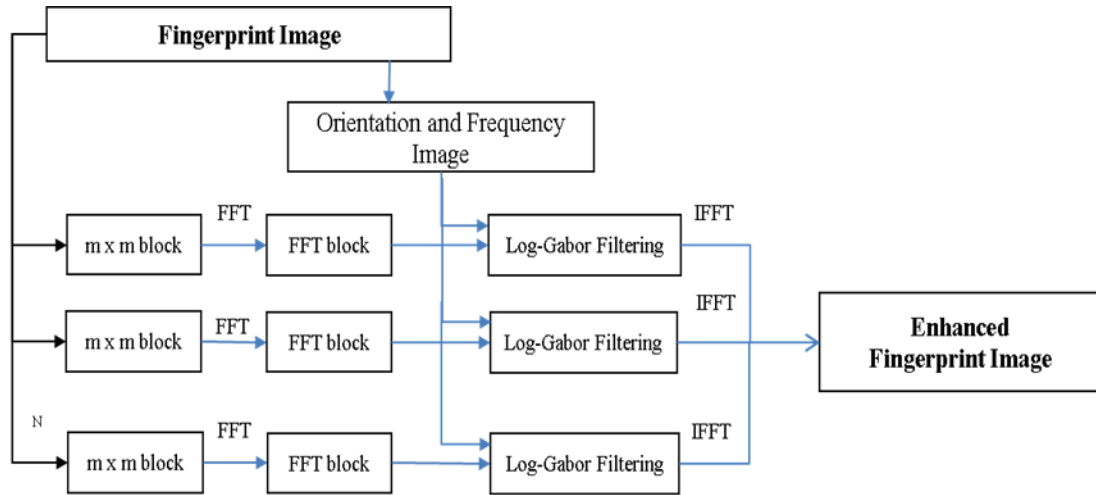 Fingerprint Image
Orientation and Frequency
Image
FFT
IFFT
m x m block
FFT block
Log-Gabor Filtering
FFT
IFFT
m x m block
FFT block
Log-Gabor Filtering
Enhanced
Fingerprint Image
N
FFT
IFFT
m x m block
FFT block
Log-Gabor Filtering